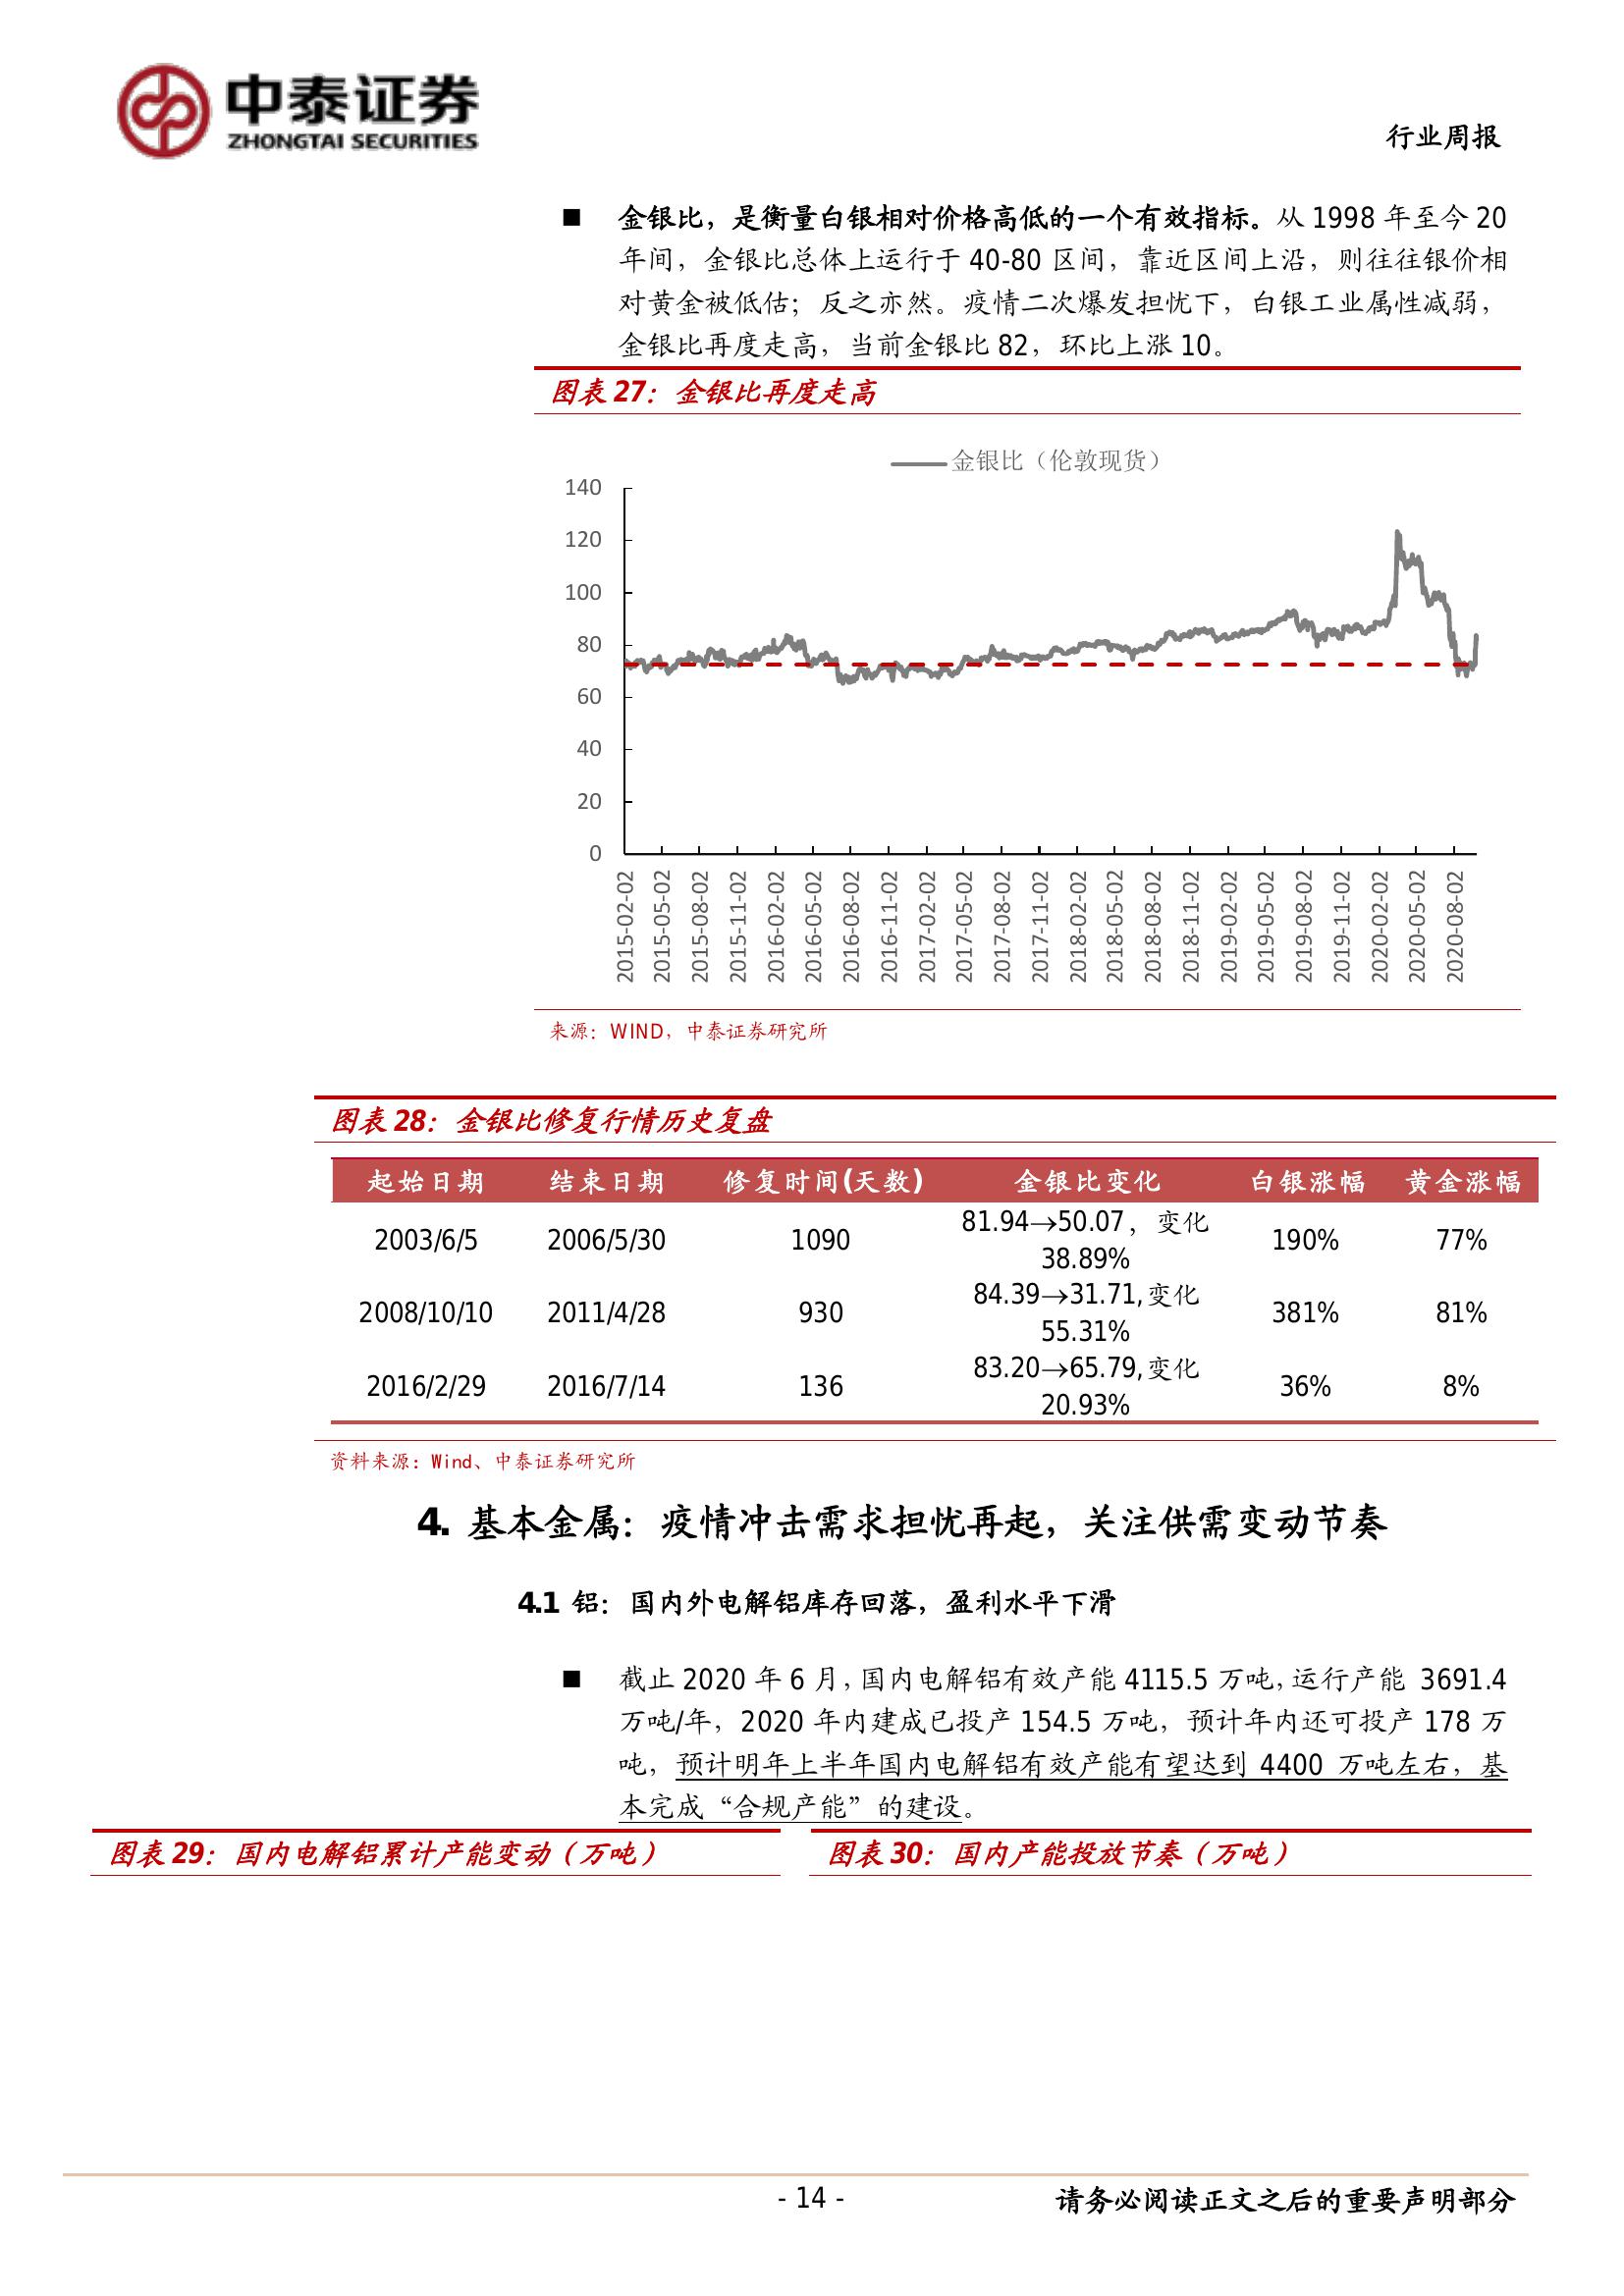 中泰证券
ZHONGTAI SECURITIES
行业周报
■ 金银比，是衡量白银相对价格高低的一个有效指标。从 1998 年至今 20
年间，金银比总体上运行于 40-80 区间，靠近区间上沿，则往往银价相
对黄金被低估；反之亦然。疫情二次爆发担忧下，白银工业属性减弱，
金银比再度走高，当前金银比 82，环比上涨 10。
图表 27：金银比再度走高
金银比（伦敦现货）
140
120
100
80
60
40
20
0
2015-02-02
2015-05-02
2015-08-02
2015-11-02
2016-02-02
2016-05-02
2016-08-02
2016-11-02
2017-02-02
2017-05-02
2017-08-02
2017-11-02
2018-02-02
2018-05-02
2018-08-02
2018-11-02
2019-02-02
2019-05-02
2019-08-02
2019-11-02
2020-02-02
2020-05-02
2020-08-02
来源：WIND，中泰证券研究所
图表 28：金银比修复行情历史复盘
起始日期 结束日期 修复时间(天数) 金银比变化 白银涨幅 黄金涨幅
2003/6/5 2006/5/30 1090 81.94→50.07，变化 38.89% 190% 77%
2008/10/10 2011/4/28 930 84.39→31.71,变化 55.31% 381% 81%
2016/2/29 2016/7/14 136 83.20→65.79,变化 20.93% 36% 8%
资料来源：Wind、中泰证券研究所
4. 基本金属：疫情冲击需求担忧再起，关注供需变动节奏
4.1 铝：国内外电解铝库存回落，盈利水平下滑
■ 截止 2020 年 6 月，国内电解铝有效产能 4115.5 万吨，运行产能 3691.4
万吨/年，2020 年内建成已投产 154.5 万吨，预计年内还可投产 178 万
吨，预计明年上半年国内电解铝有效产能有望达到 4400 万吨左右，基
本完成“合规产能”的建设。
图表 29：国内电解铝累计产能变动（万吨）
图表 30：国内产能投放节奏（万吨）
- 14 -
请务必阅读正文之后的重要声明部分